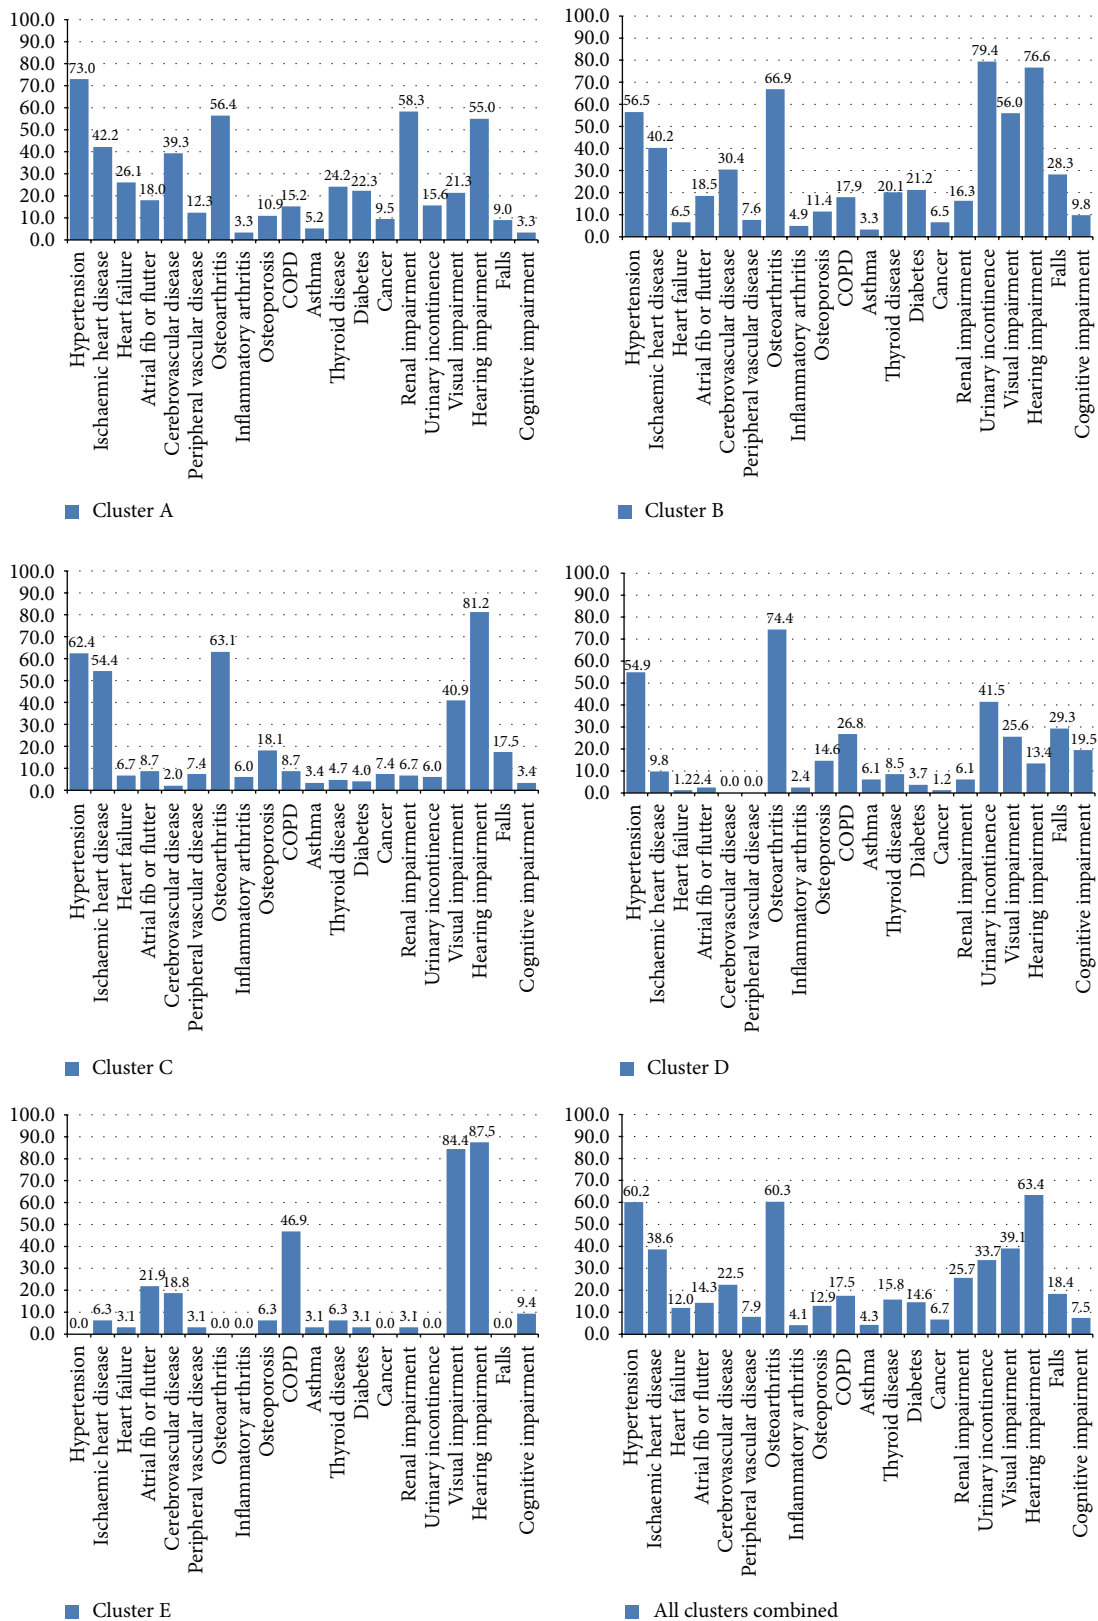 100.0
90.0
80.0
70.0
60.0
50.0
40.0
30.0
20.0
10.0
0.0
73.0
42.2
26.1
18.0
39.3
12.3
56.4
3.3
10.9
15.2
5.2
24.2
22.3
9.5
58.3
15.6
21.3
55.0
9.0
3.3
Hypertension
Ischaemic heart disease
Heart failure
Atrial fib or flutter
Cerebrovascular disease
Peripheral vascular disease
Osteoarthritis
Inflammatory arthritis
Osteoporosis
COPD
Asthma
Thyroid disease
Diabetes
Cancer
Renal impairment
Urinary incontinence
Visual impairment
Hearing impairment
Falls
Cognitive impairment
Cluster A
100.0
90.0
80.0
70.0
60.0
50.0
40.0
30.0
20.0
10.0
0.0
56.5
40.2
6.5
18.5
30.4
7.6
66.9
4.9
11.4
17.9
3.3
20.1
21.2
6.5
16.3
79.4
56.0
76.6
28.3
9.8
Hypertension
Ischaemic heart disease
Heart failure
Atrial fib or flutter
Cerebrovascular disease
Peripheral vascular disease
Osteoarthritis
Inflammatory arthritis
Osteoporosis
COPD
Asthma
Thyroid disease
Diabetes
Cancer
Renal impairment
Urinary incontinence
Visual impairment
Hearing impairment
Falls
Cognitive impairment
Cluster B
100.0
90.0
80.0
70.0
60.0
50.0
40.0
30.0
20.0
10.0
0.0
62.4
54.4
6.7
8.7
2.0
7.4
63.1
6.0
18.1
8.7
3.4
4.7
4.0
7.4
6.7
6.0
40.9
81.2
17.5
3.4
Hypertension
Ischaemic heart disease
Heart failure
Atrial fib or flutter
Cerebrovascular disease
Peripheral vascular disease
Osteoarthritis
Inflammatory arthritis
Osteoporosis
COPD
Asthma
Thyroid disease
Diabetes
Cancer
Renal impairment
Urinary incontinence
Visual impairment
Hearing impairment
Falls
Cognitive impairment
Cluster C
100.0
90.0
80.0
70.0
60.0
50.0
40.0
30.0
20.0
10.0
0.0
54.9
9.8
1.2
2.4
0.0
0.0
74.4
2.4
14.6
26.8
6.1
8.5
3.7
1.2
6.1
41.5
25.6
13.4
29.3
19.5
Hypertension
Ischaemic heart disease
Heart failure
Atrial fib or flutter
Cerebrovascular disease
Peripheral vascular disease
Osteoarthritis
Inflammatory arthritis
Osteoporosis
COPD
Asthma
Thyroid disease
Diabetes
Cancer
Renal impairment
Urinary incontinence
Visual impairment
Hearing impairment
Falls
Cognitive impairment
Cluster D
100.0
90.0
80.0
70.0
60.0
50.0
40.0
30.0
20.0
10.0
0.0
0.0
6.3
3.1
21.9
18.8
3.1
0.0
0.0
6.3
46.9
3.1
6.3
3.1
0.0
3.1
0.0
84.4
87.5
0.0
9.4
Hypertension
Ischaemic heart disease
Heart failure
Atrial fib or flutter
Cerebrovascular disease
Peripheral vascular disease
Osteoarthritis
Inflammatory arthritis
Osteoporosis
COPD
Asthma
Thyroid disease
Diabetes
Cancer
Renal impairment
Urinary incontinence
Visual impairment
Hearing impairment
Falls
Cognitive impairment
Cluster E
100.0
90.0
80.0
70.0
60.0
50.0
40.0
30.0
20.0
10.0
0.0
60.2
38.6
12.0
14.3
22.5
7.9
60.3
4.1
12.9
17.5
4.3
15.8
14.6
6.7
25.7
33.7
39.1
63.4
18.4
7.5
Hypertension
Ischaemic heart disease
Heart failure
Atrial fib or flutter
Cerebrovascular disease
Peripheral vascular disease
Osteoarthritis
Inflammatory arthritis
Osteoporosis
COPD
Asthma
Thyroid disease
Diabetes
Cancer
Renal impairment
Urinary incontinence
Visual impairment
Hearing impairment
Falls
Cognitive impairment
All clusters combined